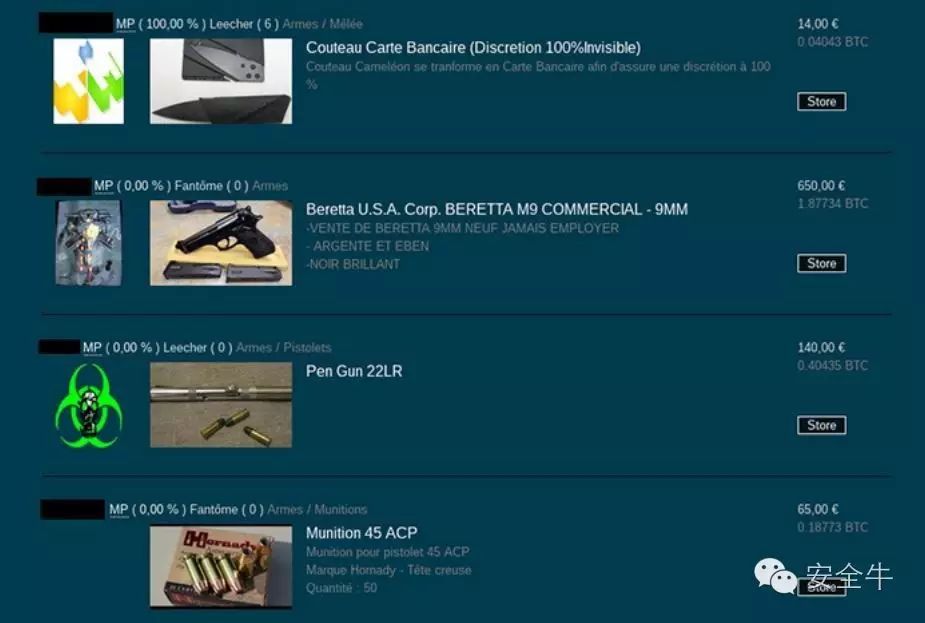 MP ( 100,00 % ) Leecher ( 6 ) Armes / Mêlée
14,00 €
Couteau Carte Bancaire (Discretion 100%Invisible)
0.04043 BTC
Couteau Cameléon se tranforme en Carte Bancaire afin d'assure une discrétion à 100
%
Store
MP ( 0,00 % ) Fantôme ( 0 ) Armes
650,00 €
Beretta U.S.A. Corp. BERETTA M9 COMMERCIAL - 9MM
1.87734 BTC
-VENTE DE BERETTA 9MM NEUF JAMAIS EMPLOYER
- ARGENTE ET EBEN
-NOIR BRILLANT
Store
MP ( 0,00 % ) Leecher ( 0 ) Armes / Pistolets
140,00 €
Pen Gun 22LR
0.40435 BTC
Store
MP ( 0,00 % ) Fantôme ( 0 ) Armes / Munitions
65,00 €
Munition 45 ACP
0.18773 BTC
Munition pour pistolet 45 ACP
Marque Hornady - Tête creuse
Quantité : 50
Store
Hornady
安全牛